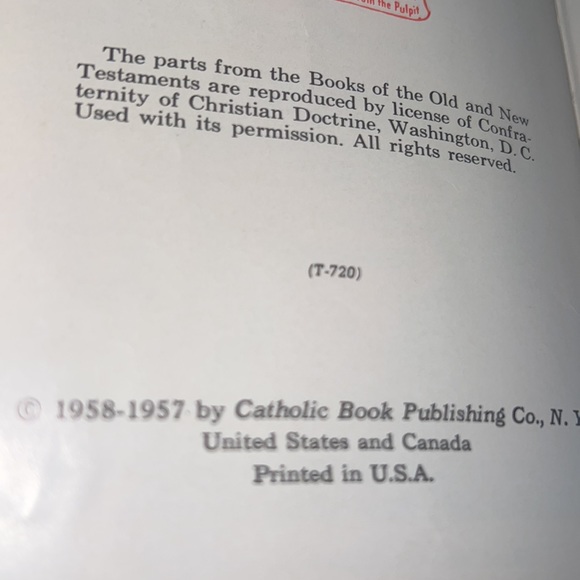 the Pulpit
The parts from the Books of the Old and New
Testaments are reproduced by license of Confra-
ternity of Christian Doctrine, Washington, D. C.
Used with its permission. All rights reserved.
(T-720)
© 1958-1957 by Catholic Book Publishing Co., N. Y
United States and Canada
Printed in U.S.A.